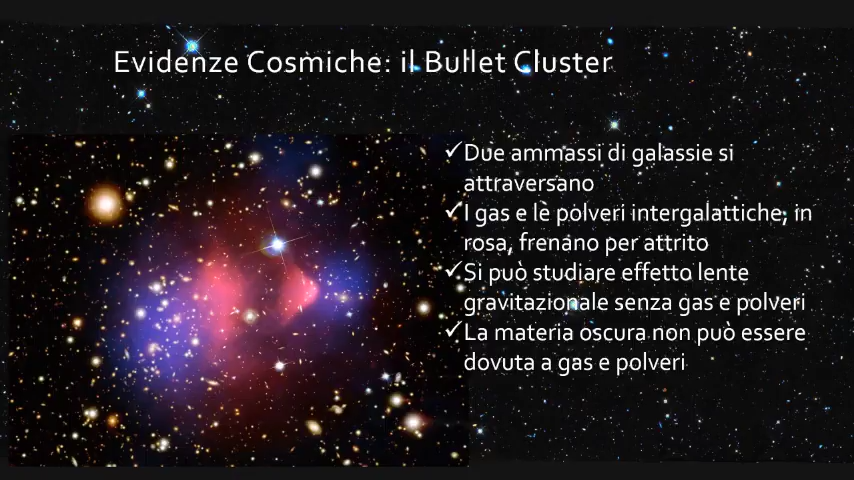 Evidenze Cosmiche: il Bullet Cluster
✓Due ammassi di galassie si
attraversano
✓I gas e le polveri intergalattiche, in
rosa, frenano per attrito
✓Si può studiare effetto lente
gravitazionale senza gas e polveri
✓La materia oscura non può essere
dovuta a gas e polveri